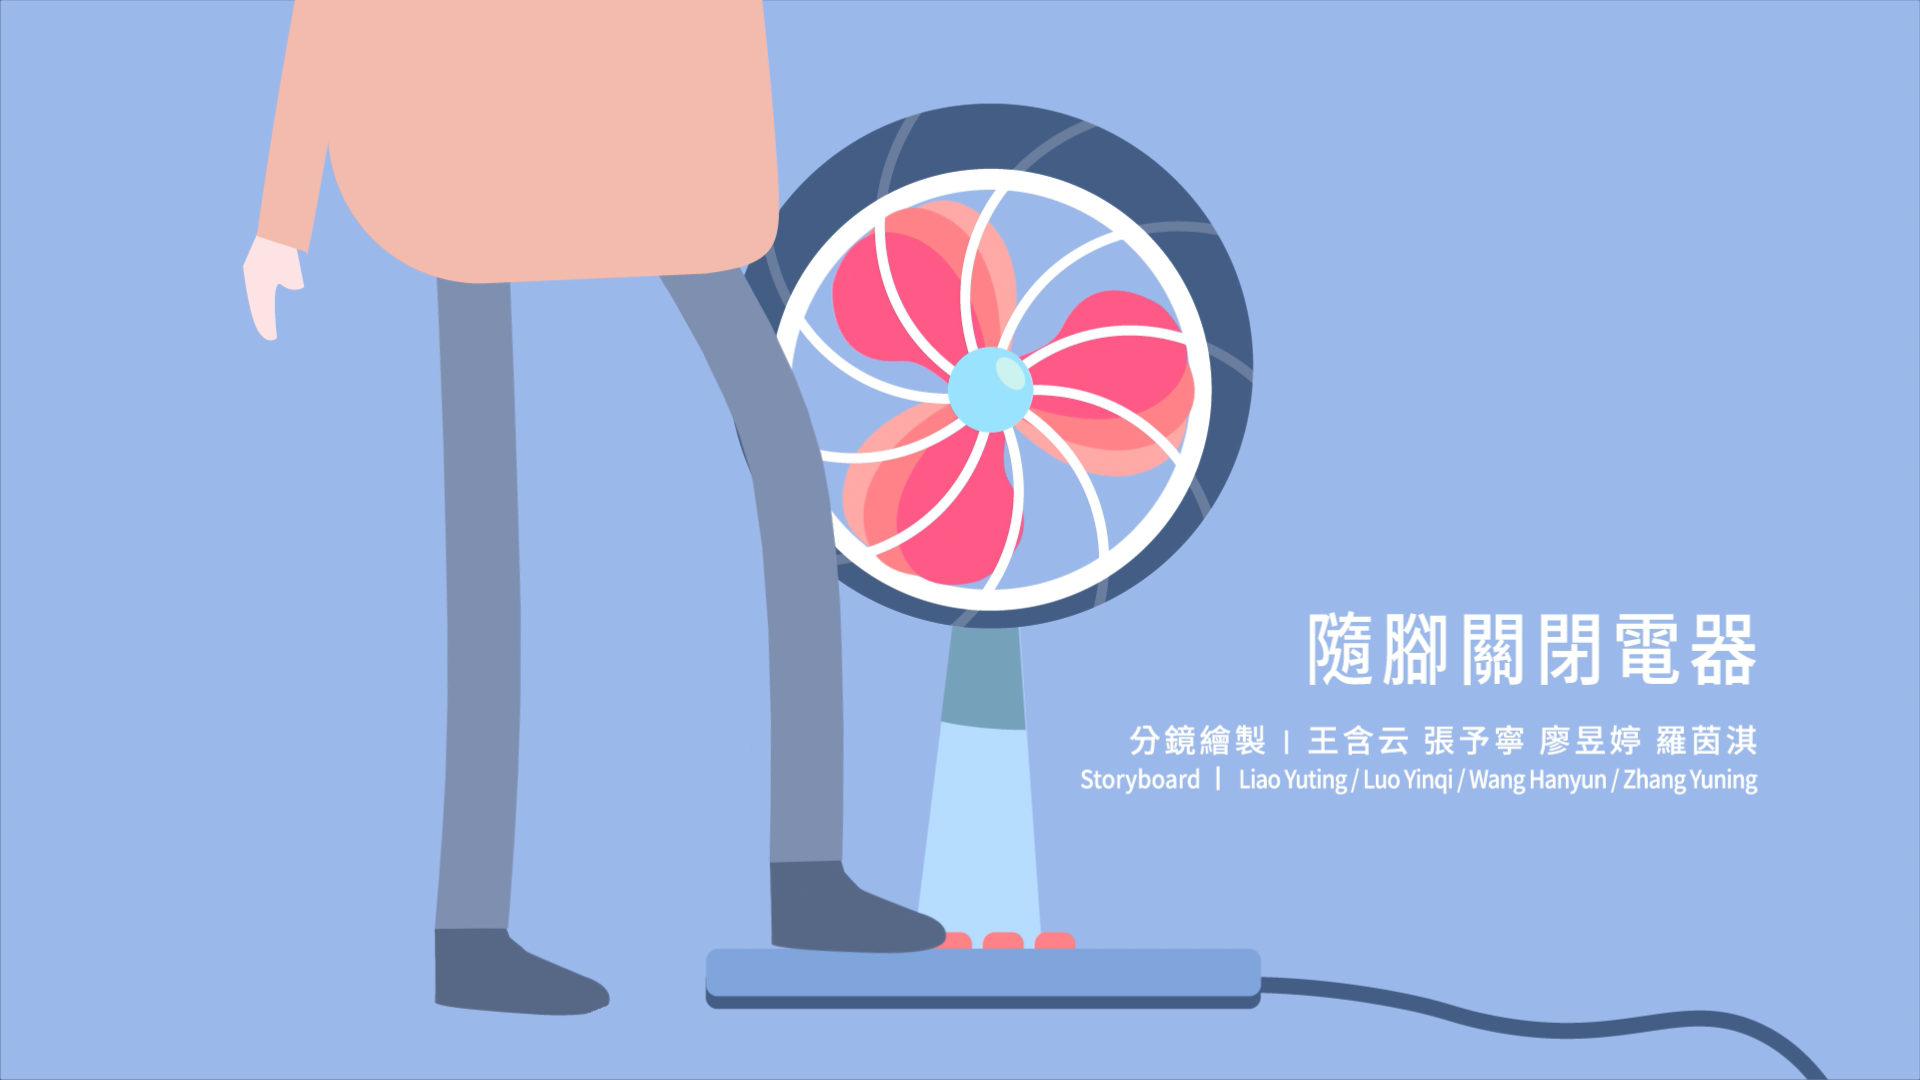 隨腳關閉電器
分鏡繪製 | 王含云 張予寧 廖昱婷 羅茵淇
Storyboard | Liao Yuting / Luo Yinqi / Wang Hanyun / Zhang Yuning